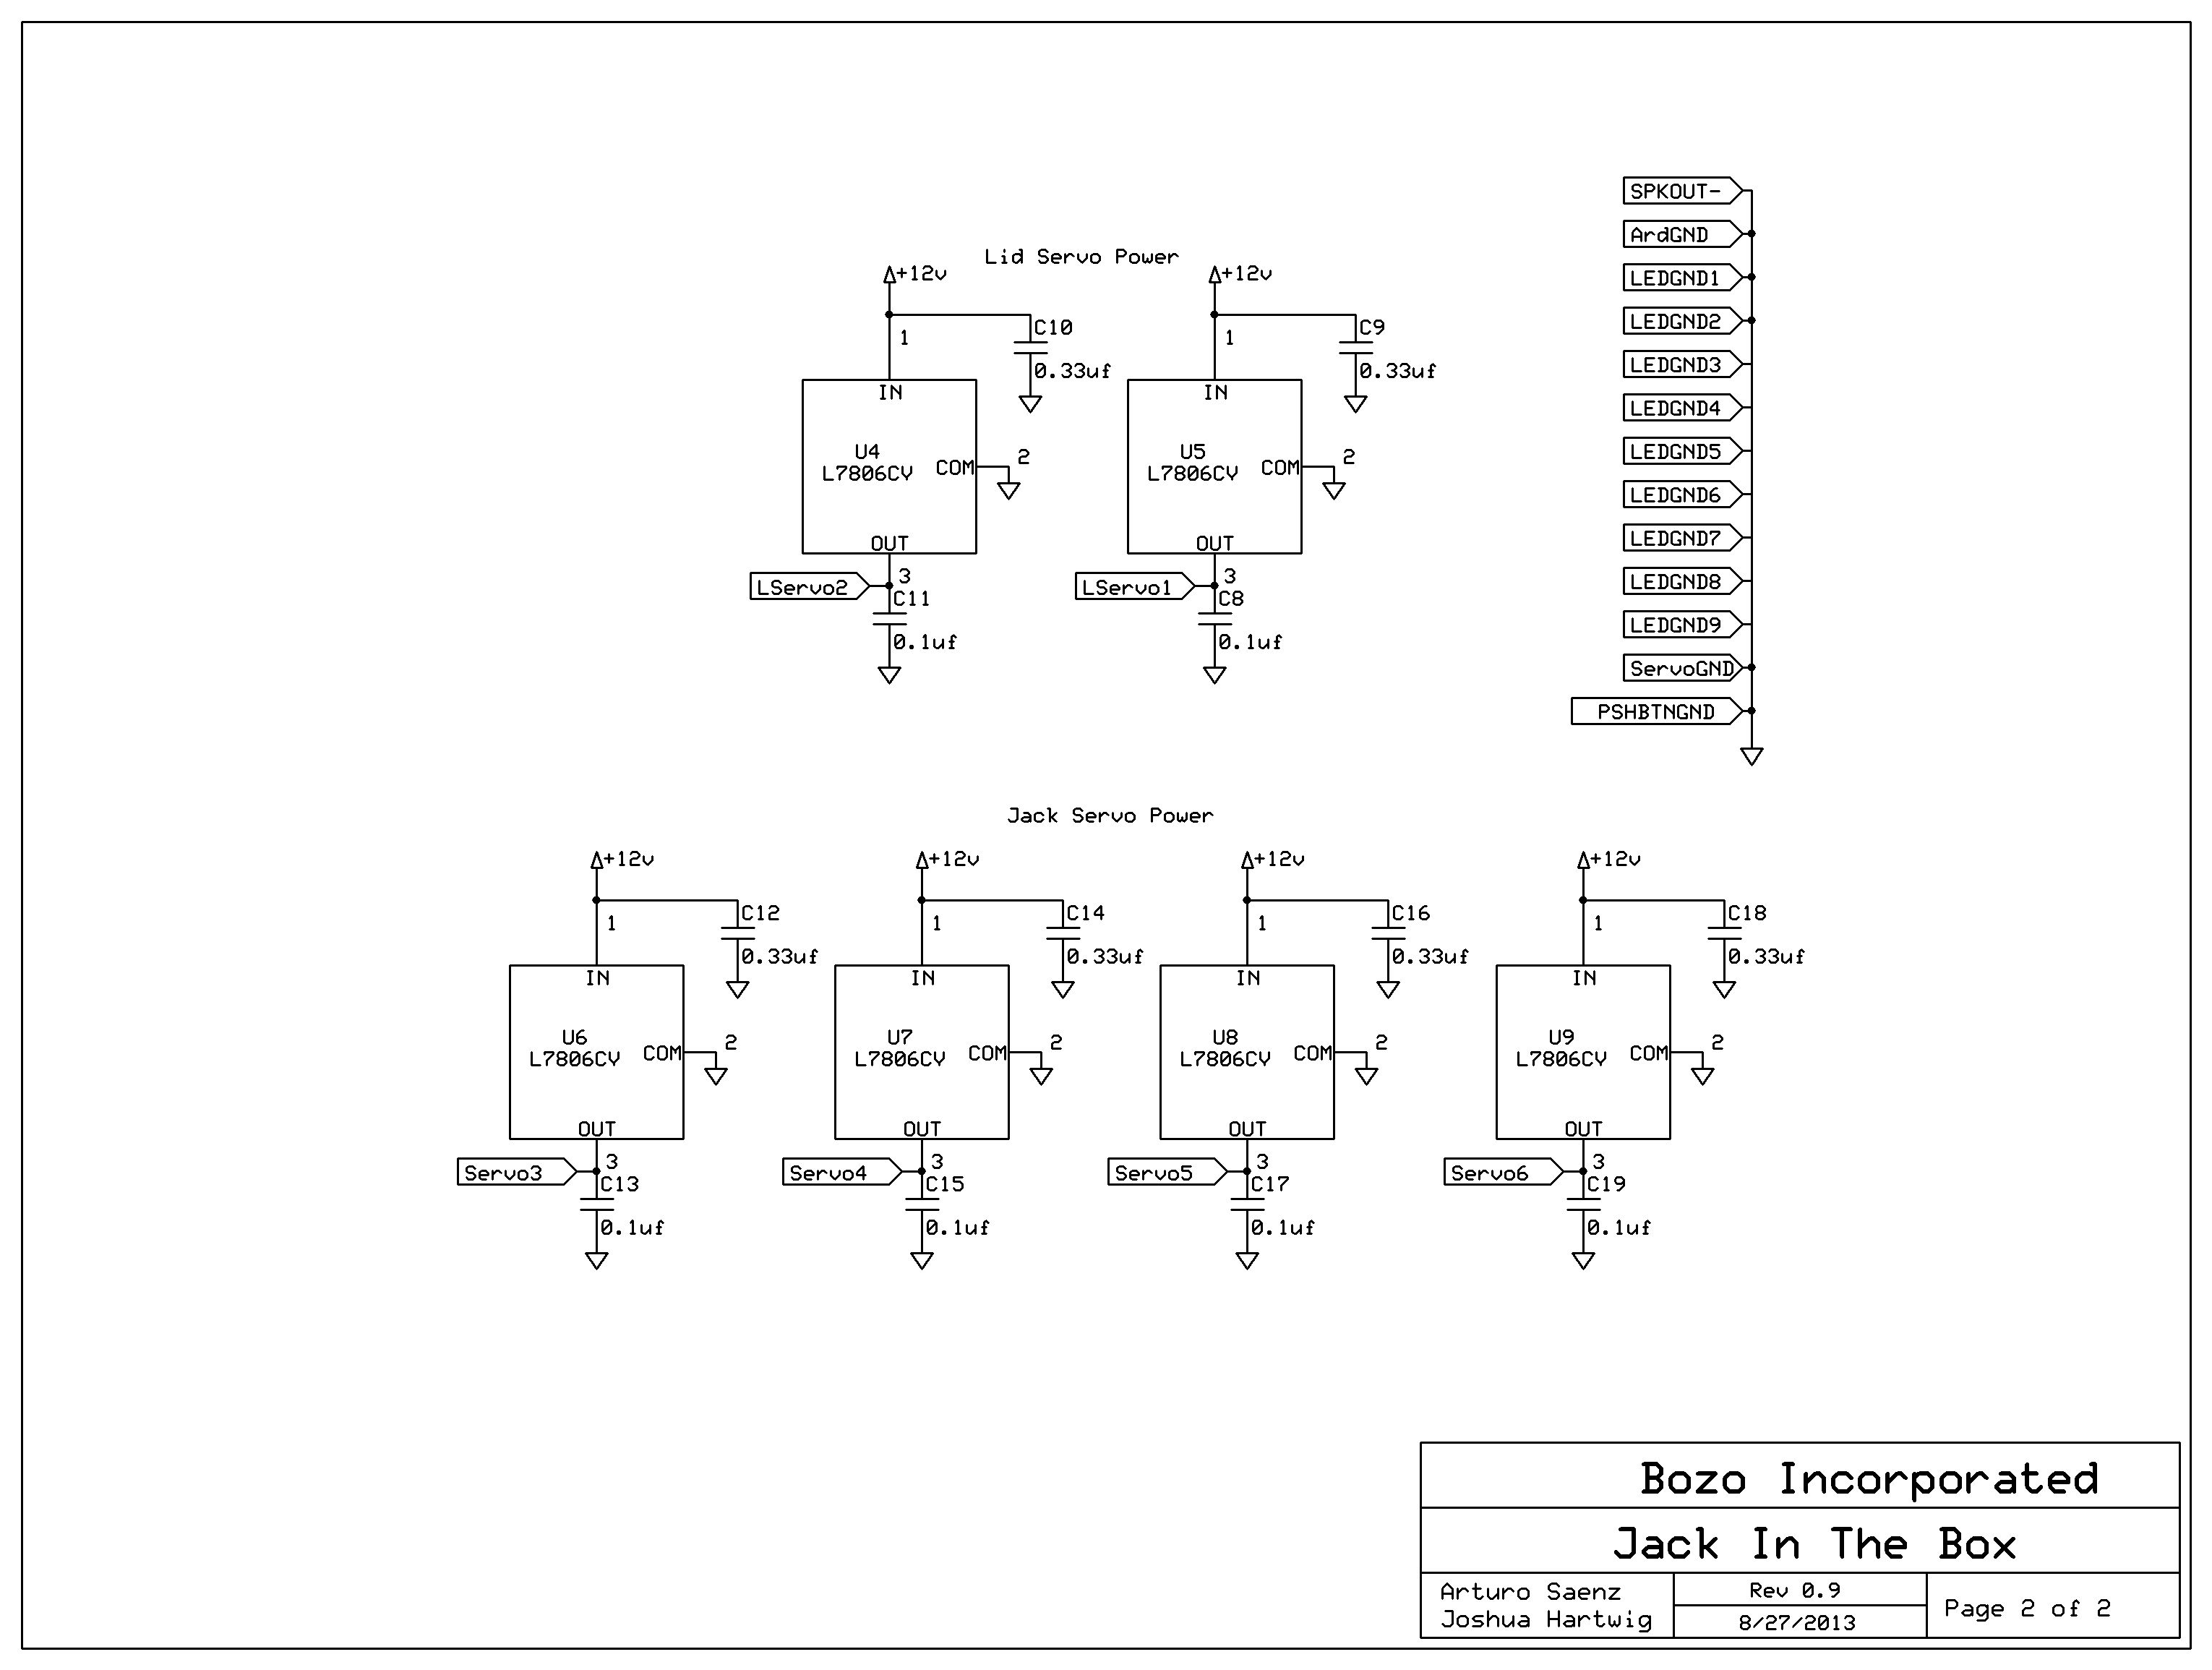 Lid Servo Power
+12v
+12v
1
C10
0.33uf
IN
U4
L7806CV
COM
2
OUT
3
LServo2
C11
0.1uf
1
C9
0.33uf
IN
U5
L7806CV
COM
2
OUT
3
LServo1
C8
0.1uf
SPKOUT-
ArdGND
LEDGND1
LEDGND2
LEDGND3
LEDGND4
LEDGND5
LEDGND6
LEDGND7
LEDGND8
LEDGND9
ServoGND
PSHBTNGND
Jack Servo Power
+12v
1
C12
0.33uf
IN
U6
L7806CV
COM
2
OUT
3
Servo3
C13
0.1uf
+12v
1
C14
0.33uf
IN
U7
L7806CV
COM
2
OUT
3
Servo4
C15
0.1uf
+12v
1
C16
0.33uf
IN
U8
L7806CV
COM
2
OUT
3
Servo5
C17
0.1uf
+12v
1
C18
0.33uf
IN
U9
L7806CV
COM
2
OUT
3
Servo6
C19
0.1uf
Bozo Incorporated
Jack In The Box
Arturo Saenz
Joshua Hartwig
Rev 0.9
8/27/2013
Page 2 of 2